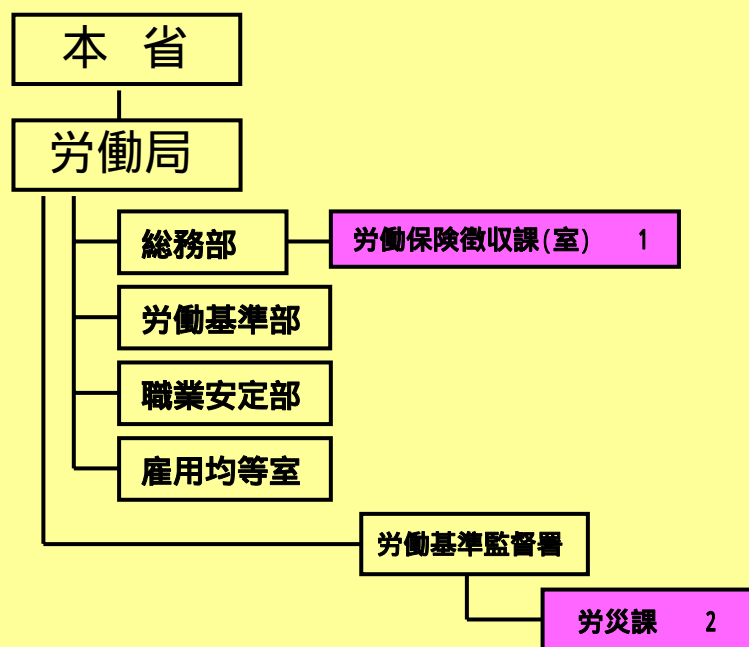 本 省
労働局
総務部
労働保険徴収課(室) 1
労働基準部
職業安定部
雇用均等室
労働基準監督署
労災課 2